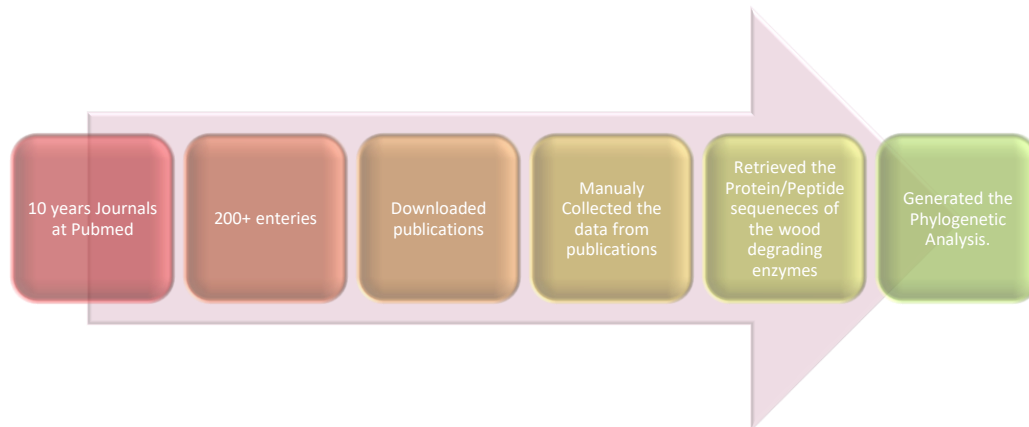 10 years Journals
at Pubmed
200+ enteries
Downloaded
publications
Manualy
Collected the
data from
publications
Retrieved the
Protein/Peptide
sequeneces of
the wood
degrading
enzymes
Generated the
Phylogenetic
Analysis.